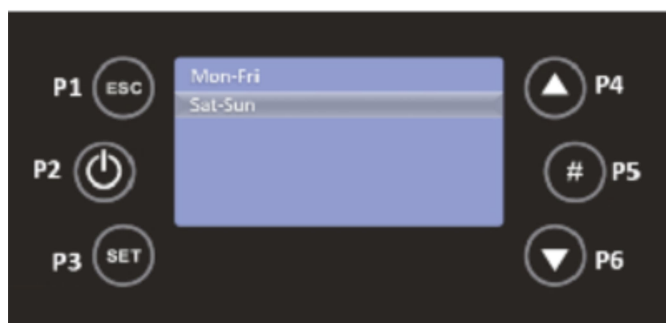 P1 ESC
Mon-Fri
Sat-Sun
P4
P2
# P5
P3 SET
P6